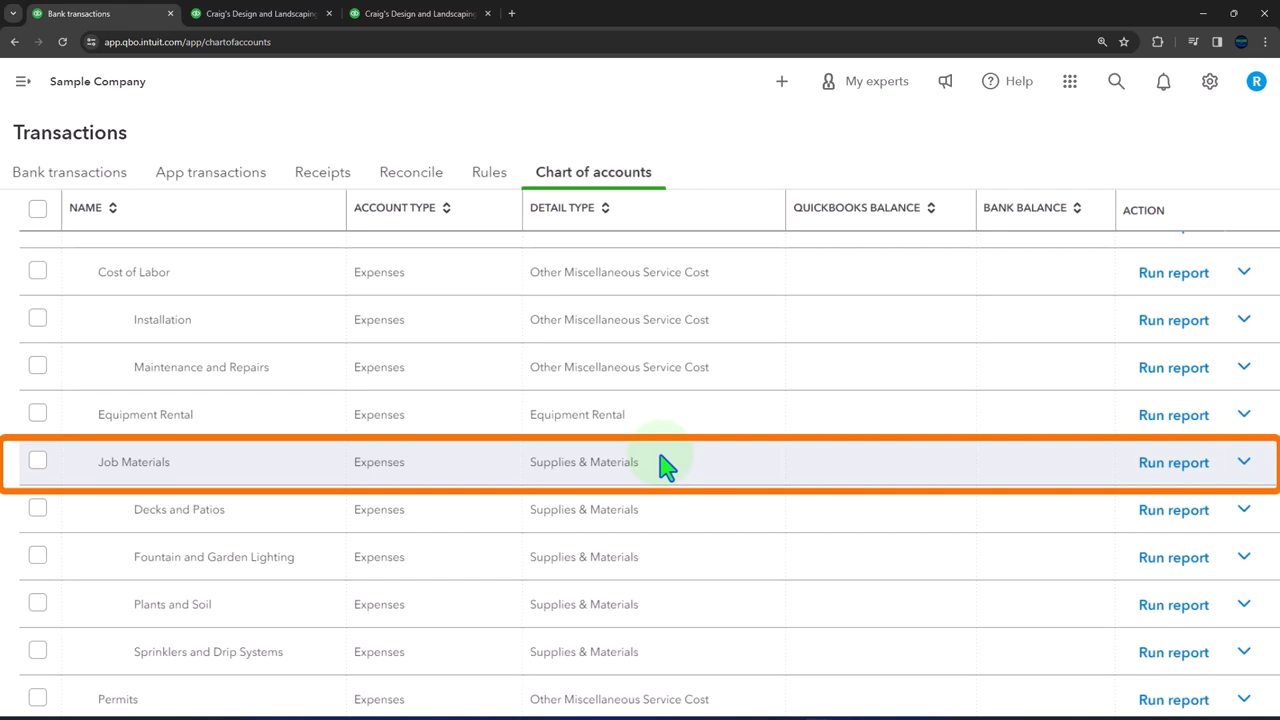 Bank transactions
Craig's Design and Landscaping
Craig's Design and Landscaping
app.qbo.intuit.com/app/chartofaccounts
Sample Company
My experts
Help
R
Transactions
Bank transactions App transactions Receipts Reconcile Rules Chart of accounts
NAME ACCOUNT TYPE DETAIL TYPE QUICKBOOKS BALANCE BANK BALANCE ACTION
Cost of Labor Expenses Other Miscellaneous Service Cost Run report
Installation Expenses Other Miscellaneous Service Cost Run report
Maintenance and Repairs Expenses Other Miscellaneous Service Cost Run report
Equipment Rental Expenses Equipment Rental Run report
Job Materials Expenses Supplies & Materials Run report
Decks and Patios Expenses Supplies & Materials Run report
Fountain and Garden Lighting Expenses Supplies & Materials Run report
Plants and Soil Expenses Supplies & Materials Run report
Sprinklers and Drip Systems Expenses Supplies & Materials Run report
Permits Expenses Other Miscellaneous Service Cost Run report